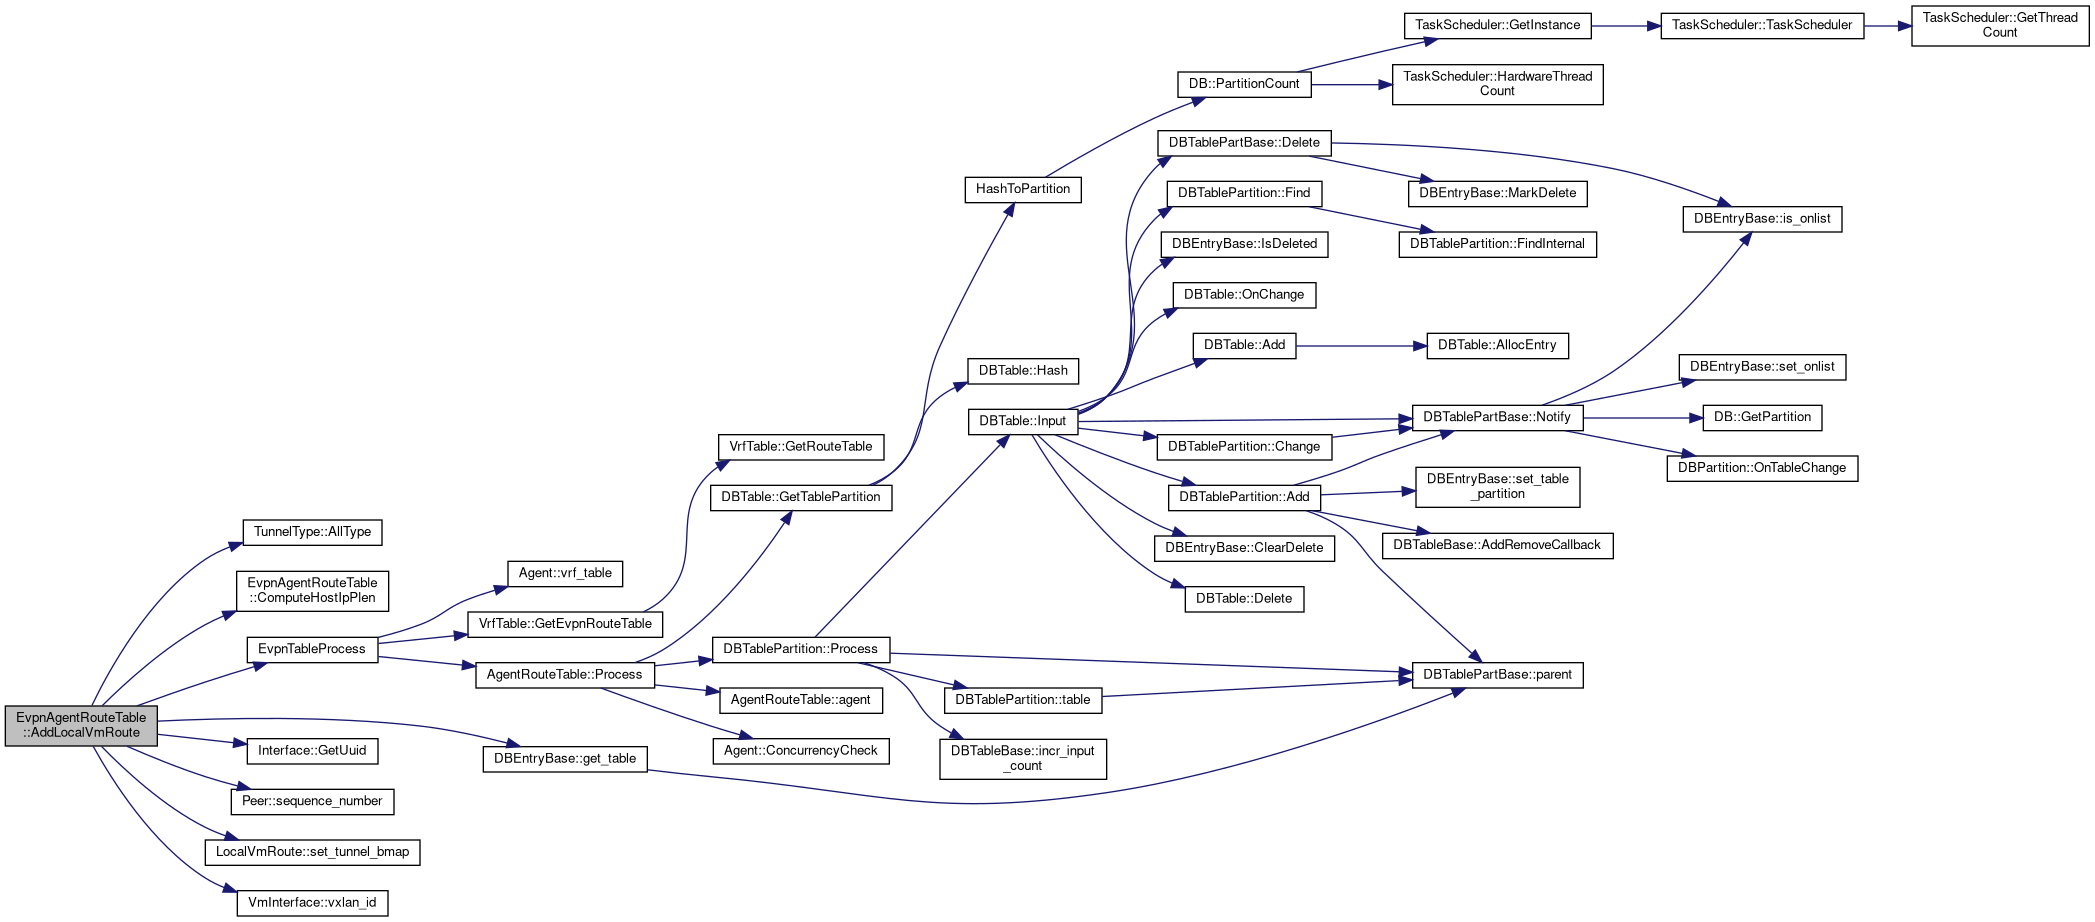 EvpnAgentRouteTable
::AddLocalVmRoute
TunnelType::AllType
EvpnAgentRouteTable
::ComputeHostIpPlen
EvpnTableProcess
Interface::GetUuid
Peer::sequence_number
LocalVmRoute::set_tunnel_bmap
VmInterface::vxlan_id
Agent::vrf_table
VrfTable::GetEvpnRouteTable
AgentRouteTable::Process
DBEntryBase::get_table
VrfTable::GetRouteTable
DBTable::GetTablePartition
DBTablePartition::Process
AgentRouteTable::agent
Agent::ConcurrencyCheck
HashToPartition
DBTable::Hash
DBTable::Input
DBTablePartition::table
DBTableBase::incr_input
_count
DB::PartitionCount
DBTablePartBase::Delete
DBTablePartition::Find
DBEntryBase::IsDeleted
DBTable::OnChange
DBTable::Add
DBTablePartition::Change
DBTablePartition::Add
DBEntryBase::ClearDelete
DBTable::Delete
TaskScheduler::GetInstance
TaskScheduler::HardwareThread
Count
DBEntryBase::MarkDelete
DBTablePartition::FindInternal
DBTable::AllocEntry
DBTablePartBase::Notify
DBEntryBase::set_table
_partition
DBTableBase::AddRemoveCallback
DBTablePartBase::parent
TaskScheduler::TaskScheduler
DBEntryBase::is_onlist
DBEntryBase::set_onlist
DB::GetPartition
DBPartition::OnTableChange
TaskScheduler::GetThread
Count